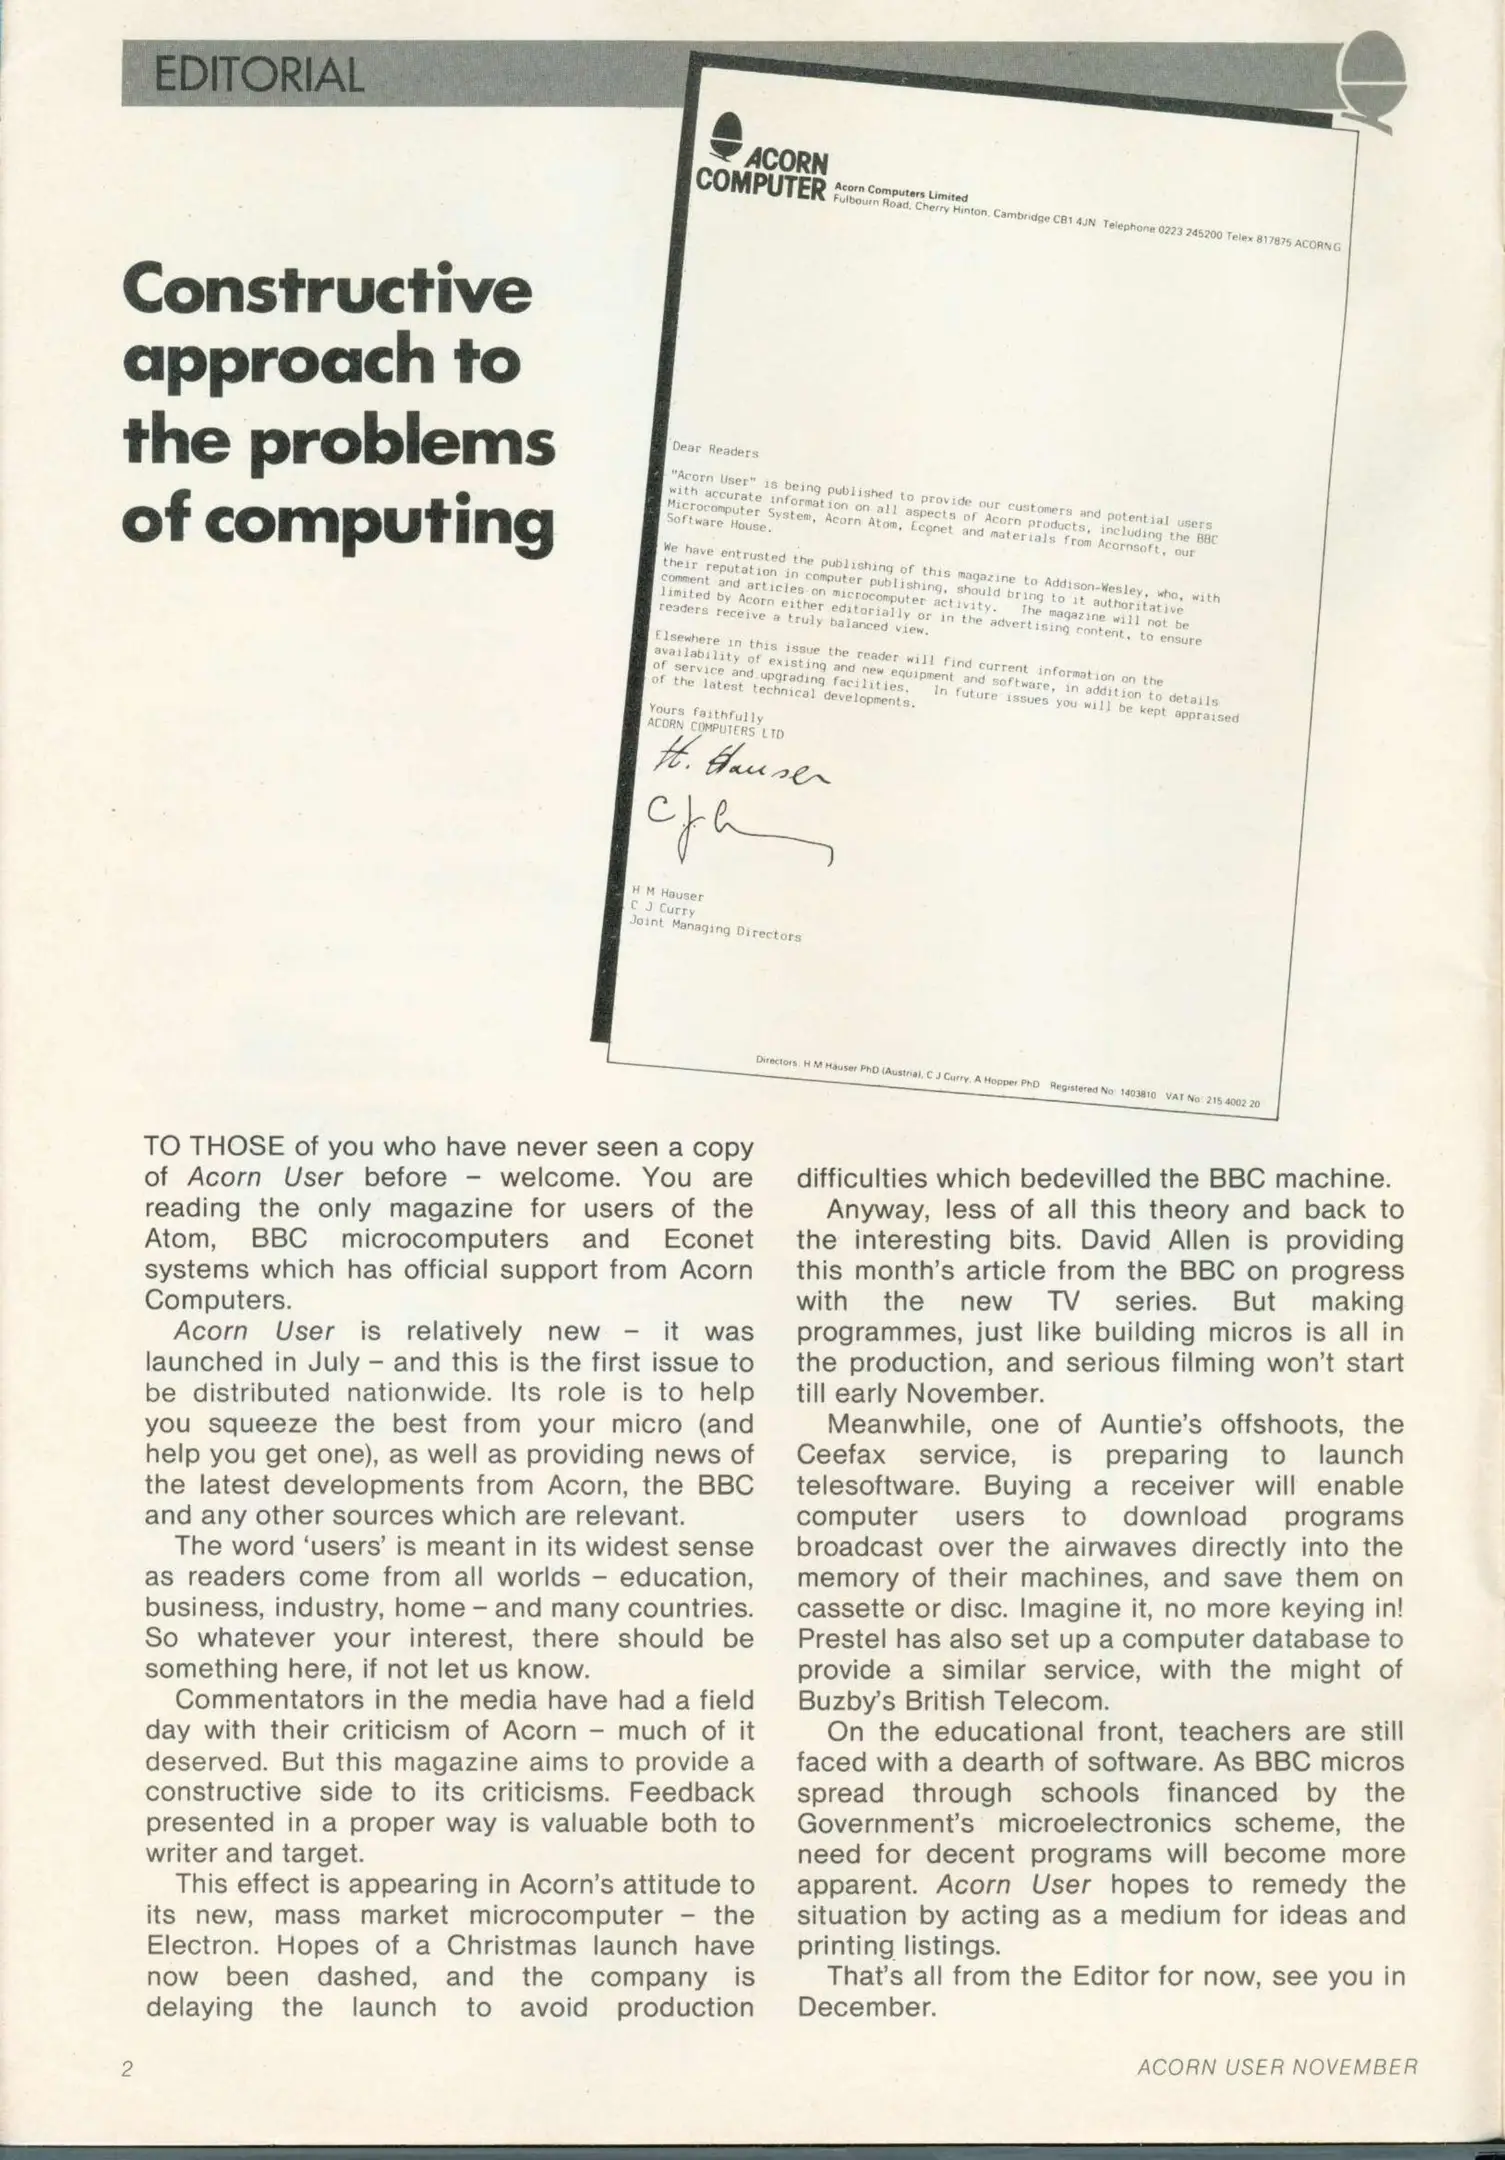 EDITORIAL
Constructive
approach to
the problems
of computing
ACORN
COMPUTER
Acorn Computers Limited
Fulbourn Road, Cherry Hinton, Cambridge CB1 4JN Telephone 0223 245200 Telex 817875 ACORN G
Dear Readers
"Acorn User" is being published to provide our customers and potential users
with accurate information on all aspects of Acorn products, including the BBC
Microcomputer System, Acorn Atom, Econet and materials from Acornsoft, our
Software House.
We have entrusted the publishing of this magazine to Addison-Wesley, who, with
their reputation in computer publishing, should bring to it authoritative
comment and articles on microcomputer activity. The magazine will not be
limited by Acorn either editorially or in the advertising content, to ensure
readers receive a truly balanced view.
Elsewhere in this issue the reader will find current information on the
availability of existing and new equipment and software, in addition to details
of service and upgrading facilities. In future issues you will be kept appraised
of the latest technical developments.
Yours faithfully
ACORN COMPUTERS LTD
H. Hauser
H M Hauser
C J Curry
Joint Managing Directors
Directors: H M Hauser PhD (Austria), C J Curry, A Hopper PhD Registered No: 1403810 VAT No: 215 4002 20
TO THOSE of you who have never seen a copy
of Acorn User before – welcome. You are
reading the only magazine for users of the
Atom, BBC microcomputers and Econet
systems which has official support from Acorn
Computers.
Acorn User is relatively new – it was
launched in July – and this is the first issue to
be distributed nationwide. Its role is to help
you squeeze the best from your micro (and
help you get one), as well as providing news of
the latest developments from Acorn, the BBC
and any other sources which are relevant.
The word ‘users’ is meant in its widest sense
as readers come from all worlds – education,
business, industry, home – and many countries.
So whatever your interest, there should be
something here, if not let us know.
Commentators in the media have had a field
day with their criticism of Acorn – much of it
deserved. But this magazine aims to provide a
constructive side to its criticisms. Feedback
presented in a proper way is valuable both to
writer and target.
This effect is appearing in Acorn's attitude to
its new, mass market microcomputer – the
Electron. Hopes of a Christmas launch have
now been dashed, and the company is
delaying the launch to avoid production
difficulties which bedevilled the BBC machine.
Anyway, less of all this theory and back to
the interesting bits. David Allen is providing
this month's article from the BBC on progress
with the new TV series. But making
programmes, just like building micros is all in
the production, and serious filming won't start
till early November.
Meanwhile, one of Auntie's offshoots, the
Ceefax service, is preparing to launch
telesoftware. Buying a receiver will enable
computer users to download programs
broadcast over the airwaves directly into the
memory of their machines, and save them on
cassette or disc. Imagine it, no more keying in!
Prestel has also set up a computer database to
provide a similar service, with the might of
Buzby's British Telecom.
On the educational front, teachers are still
faced with a dearth of software. As BBC micros
spread through schools financed by the
Government's microelectronics scheme, the
need for decent programs will become more
apparent. Acorn User hopes to remedy the
situation by acting as a medium for ideas and
printing listings.
That's all from the Editor for now, see you in
December.
2
ACORN USER NOVEMBER